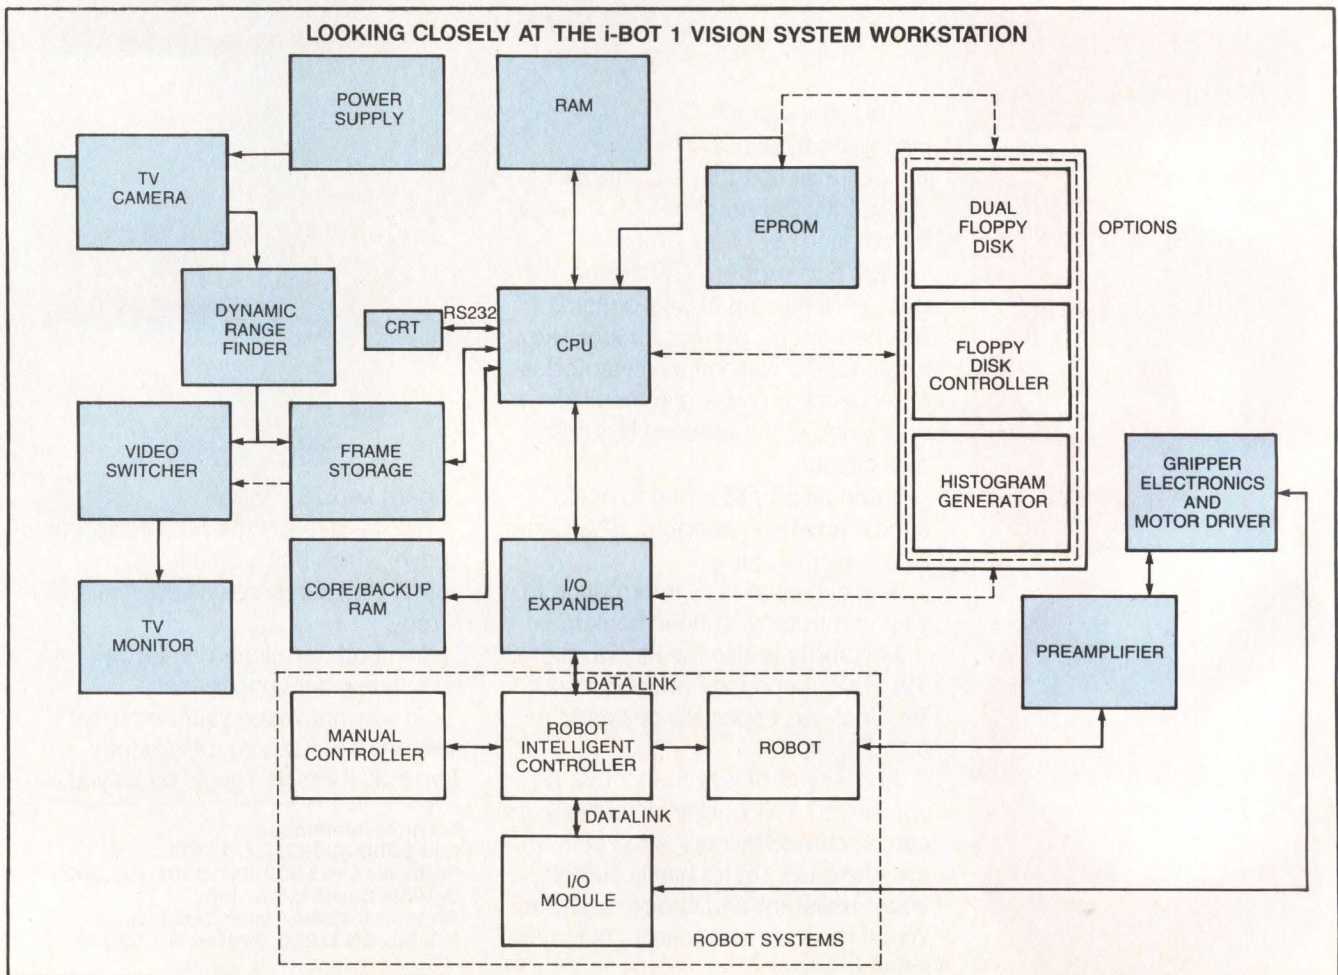 LOOKING CLOSELY AT THE i-BOT 1 VISION SYSTEM WORKSTATION
POWER
SUPPLY
RAM
TV
CAMERA
EPROM
DUAL
FLOPPY
DISK
OPTIONS
DYNAMIC
RANGE
FINDER
CRT
RS232
CPU
FLOPPY
DISK
CONTROLLER
VIDEO
SWITCHER
FRAME
STORAGE
HISTOGRAM
GENERATOR
GRIPPER
ELECTRONICS
AND
MOTOR DRIVER
TV
MONITOR
CORE/BACKUP
RAM
I/O
EXPANDER
PREAMPLIFIER
DATA LINK
MANUAL
CONTROLLER
ROBOT
INTELLIGENT
CONTROLLER
ROBOT
DATALINK
I/O
MODULE
ROBOT SYSTEMS